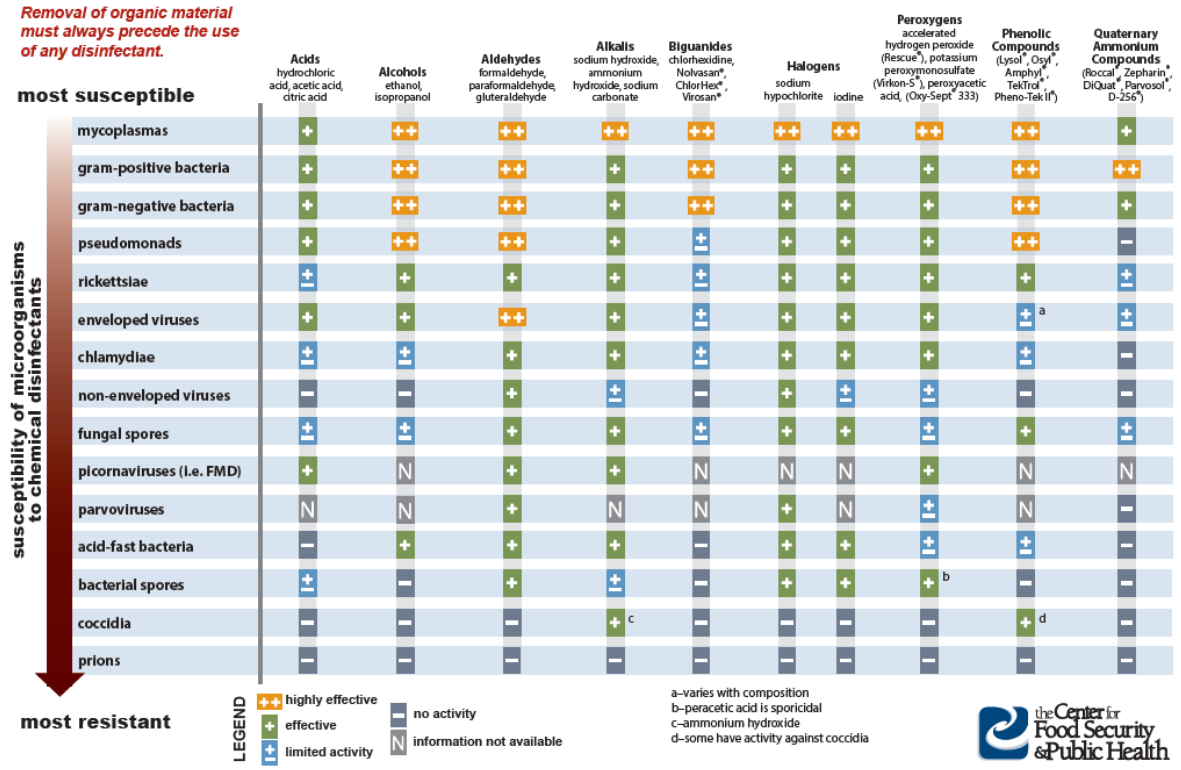 Removal of organic material
must always precede the use
of any disinfectant.
most susceptible
Acids
hydrochloric
acid, acetic acid,
citric acid
Alcohols
ethanol,
isopropanol
Aldehydes
formaldehyde,
paraformaldehyde,
gluteraldehyde
Alkalis
sodium hydroxide,
ammonium
hydroxide, sodium
carbonate
Biguanides
chlorhexidine,
Nolvasan®,
ChlorHex®,
Virosan®
Halogens
sodium
hypochlorite
iodine
Peroxygens
accelerated
hydrogen peroxide
(Rescue®), potassium
peroxymonosulfate
(Virkon-S®), peroxyacetic
acid, (Oxy-Sept® 333)
Phenolic
Compounds
(Lysol®, Osyl®,
Amphyl®,
TekTrol®,
Pheno-Tek II®)
Quaternary
Ammonium
Compounds
(Roccal®, Zepharin®,
DiQuat®, Parvosol®,
D-256®)
susceptibility of microorganisms
to chemical disinfectants
mycoplasmas + ++ ++ ++ ++ ++ ++ ++ ++ +
gram-positive bacteria + ++ ++ + ++ + + + ++ ++
gram-negative bacteria + ++ ++ + ++ + + + ++ +
pseudomonads + ++ ++ + ± + + + ++ −
rickettsiae ± + + + ± + + + + ±
enveloped viruses + + ++ + ± + + + ± a ±
chlamydiae ± ± + + ± + + + ± −
non-enveloped viruses − − + ± − + ± ± − −
fungal spores ± ± + + ± + + ± + ±
picornaviruses (i.e. FMD) + N + + N N N + N N
parvoviruses N N + N N + N ± N −
acid-fast bacteria − + + + − + + ± ± −
bacterial spores ± − + ± − + + + b − −
coccidia − − − + c − − − − + d −
prions − − − − − − − − − −
most resistant
LEGEND
++ highly effective
+ effective
± limited activity
− no activity
N information not available
a–varies with composition
b–peracetic acid is sporicidal
c–ammonium hydroxide
d–some have activity against coccidia
the Center for
Food Security
& Public Health